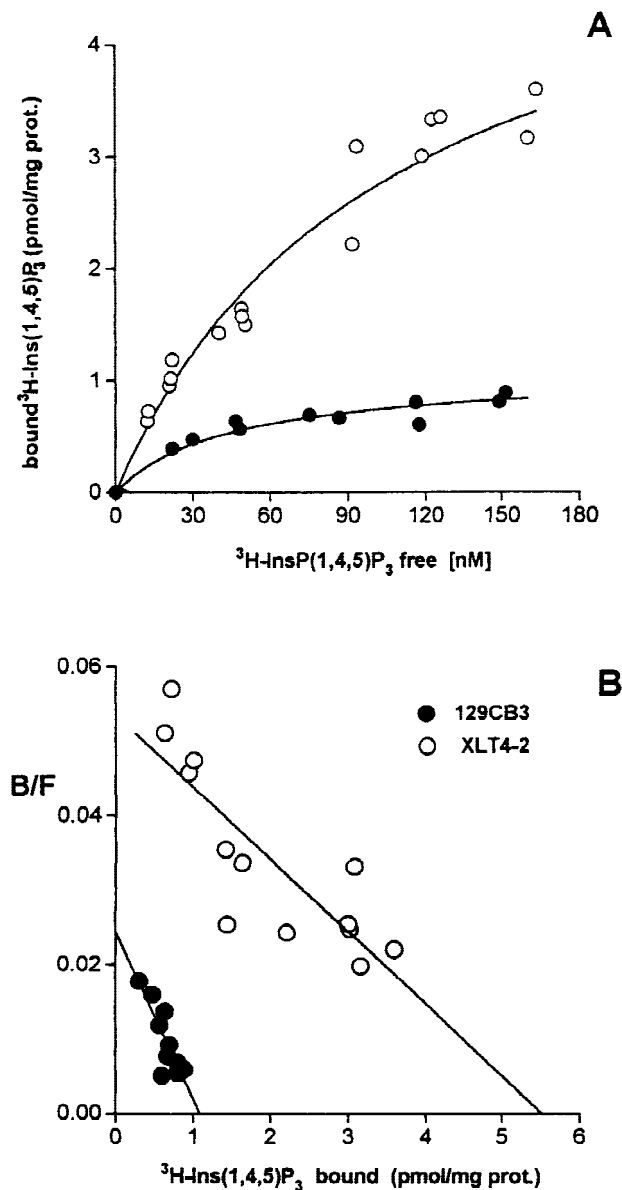 A
4
3
2
1
0
bound ³H-Ins(1,4,5)P₃ (pmol/mg prot.)
0 30 60 90 120 150 180
³H-InsP(1,4,5)P₃ free [nM]
B
0.06
0.04
0.02
0.00
B/F
129CB3
XLT4-2
0 1 2 3 4 5 6
³H-Ins(1,4,5)P₃ bound (pmol/mg prot.)